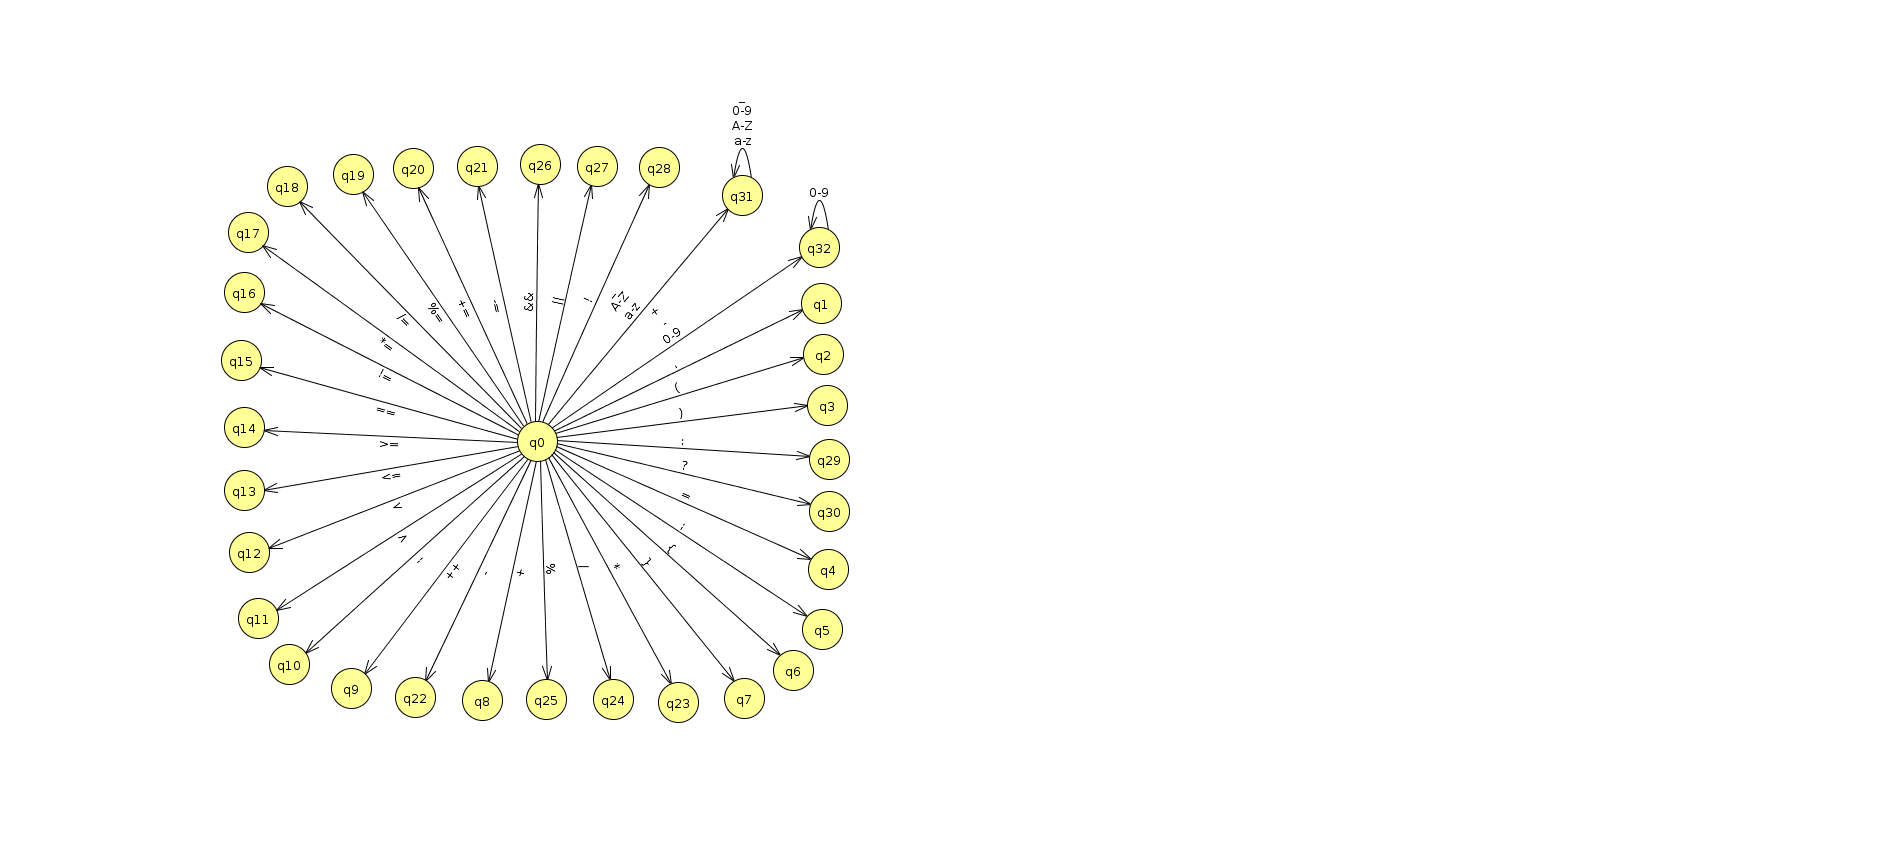 _
0-9
A-Z
a-z
q31
0-9
q32
q26
q27
q28
q21
q20
q19
q18
q17
q16
q15
q14
q13
q12
q11
q10
q9
q22
q8
q25
q24
q23
q7
q6
q5
q4
q30
q29
q3
q2
q1
q0
/=
%=
+=
-=
&&
||
!
_
A-Z
a-z
+
-
0-9
*=
!=
==
>=
<=
-
(
)
:
?
=
;
{
}
*
/
%
+
-
++